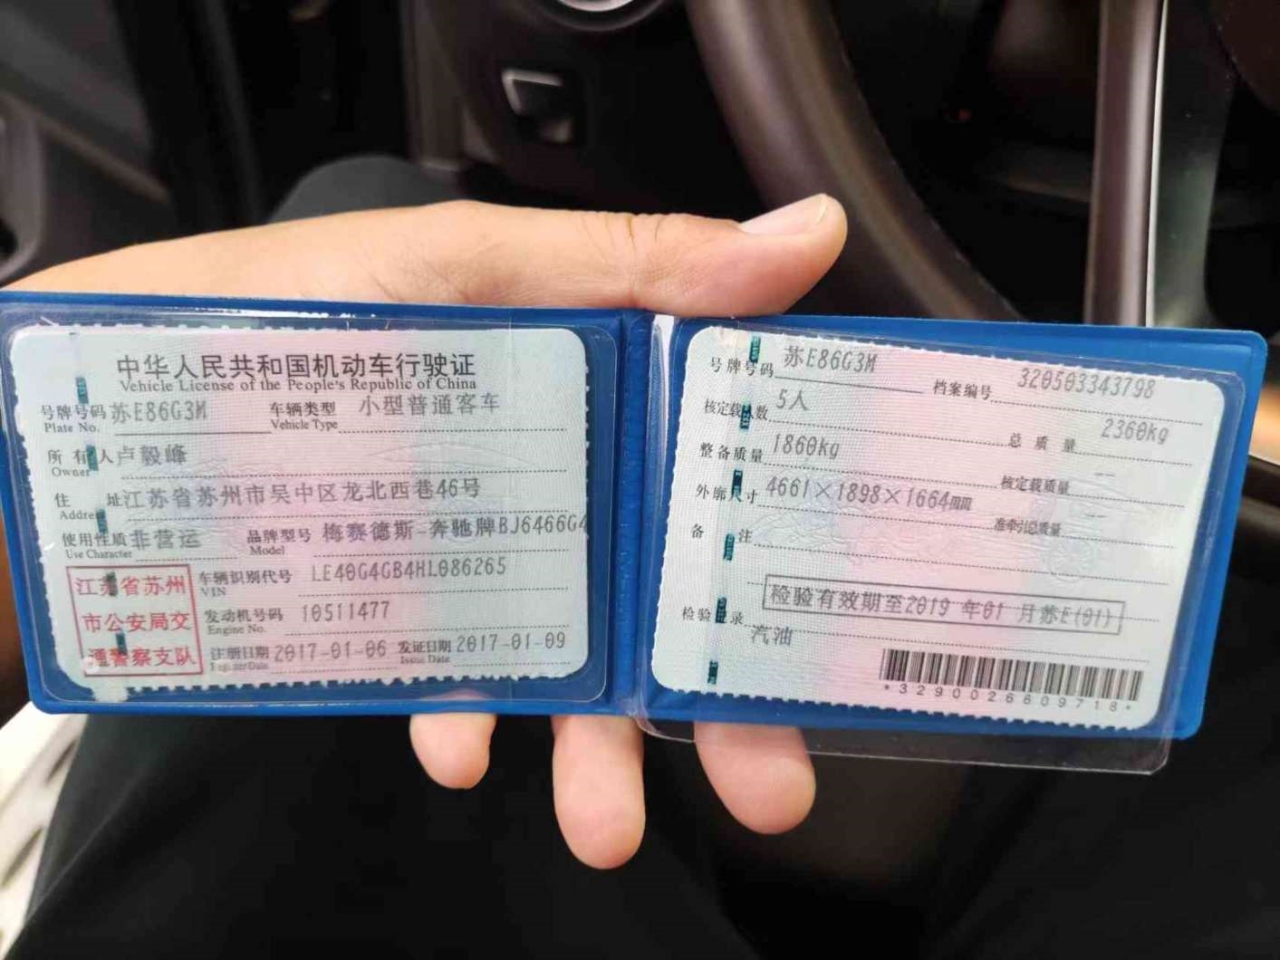 中华人民共和国机动车行驶证
Vehicle License of the People's Republic of China
号牌号码 苏E86G3M 车辆类型 小型普通客车
Plate No. Vehicle Type
所有人 卢毅峰
Owner
住址 江苏省苏州市吴中区龙北西巷46号
Address
使用性质 非营运 品牌型号 梅赛德斯-奔驰牌BJ6466G4
Use Character Model
江苏省苏州
市公安局交
通警察支队
车辆识别代号 LE40G4GB4HL086265
VIN
发动机号码 10511477
Engine No.
注册日期 2017-01-06 发证日期 2017-01-09
Register Date Issue Date
号牌号码 苏E86G3M 档案编号 320503343798
核定载人数 5人 总质量 2360kg
整备质量 1860kg 核定载质量 --
外廓尺寸 4661×1898×1664mm 准牵引总质量 --
备注
检验有效期至2019 年01 月苏E(01)
检验记录
汽油
*3290026809718*